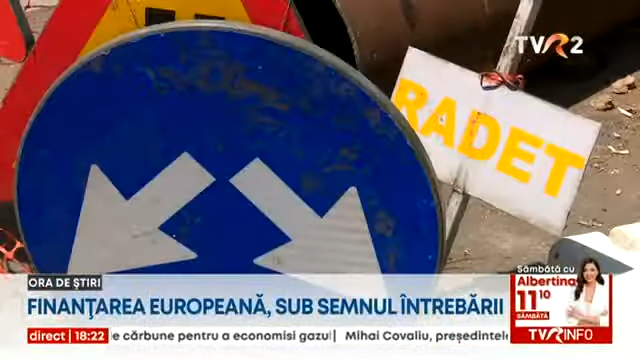 TVR2
RADET
ORA DE ȘTIRI
FINANȚAREA EUROPEANĂ, SUB SEMNUL ÎNTREBĂRII
direct | 18:22
e cărbune pentru a economisi gazul | Mihai Covaliu, președintele
Sâmbătă cu
Albertina
11:10
SÂMBĂTĂ
TVR INFO